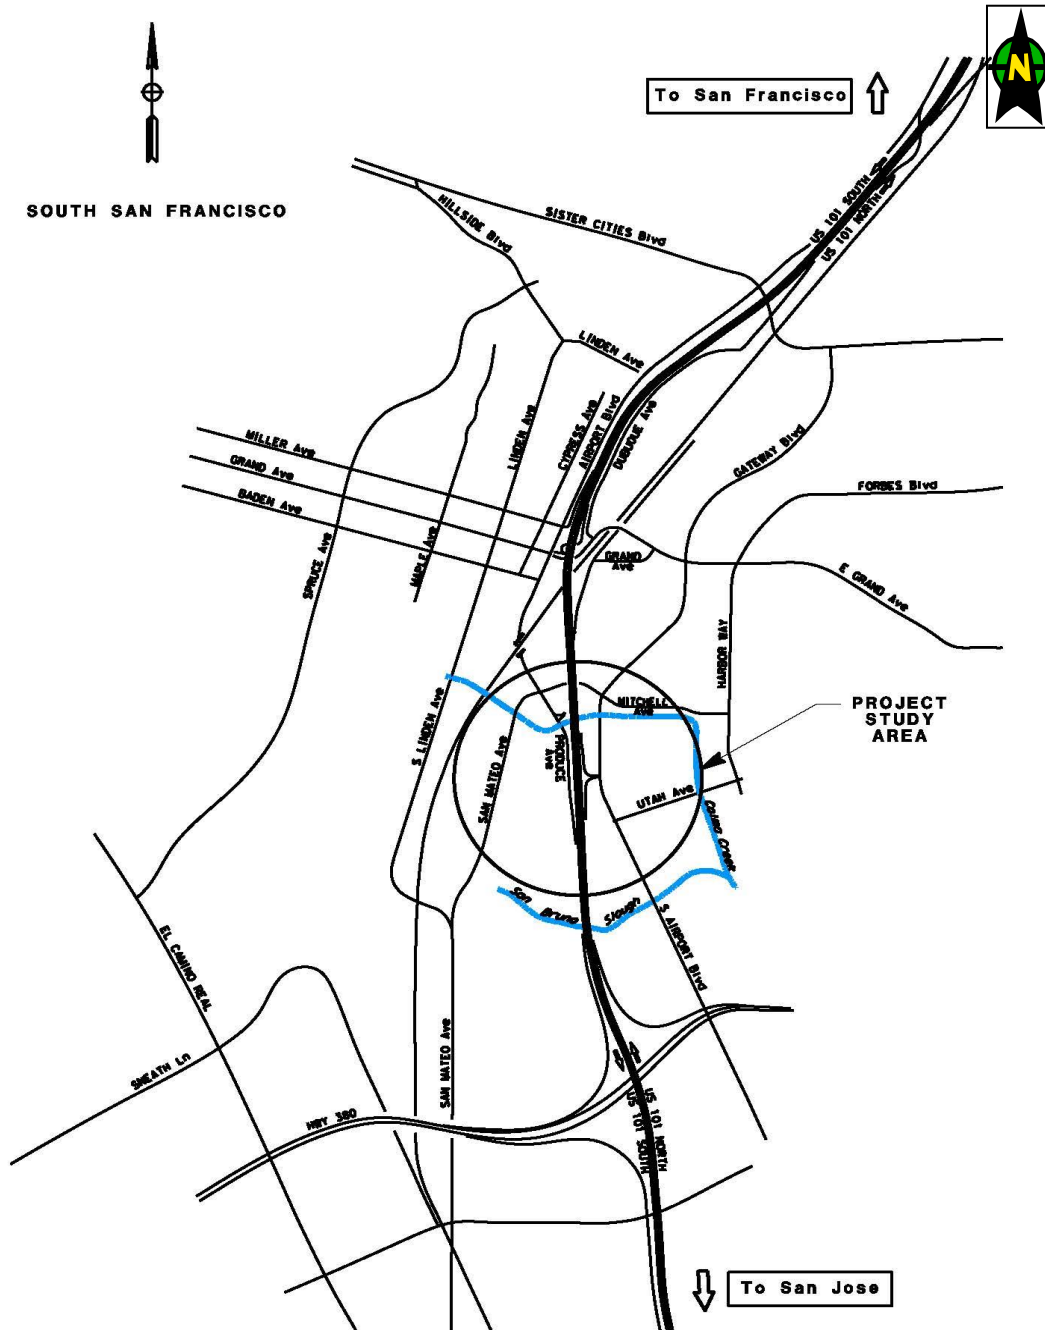 N
To San Francisco
SOUTH SAN FRANCISCO
HILLSIDE Blvd
SISTER CITIES Blvd
US 101 SOUTH
US 101 NORTH
LINDEN Ave
LINDEN Ave
CYPRESS Ave
AIRPORT Blvd
DUBUQUE Ave
MILLER Ave
GRAND Ave
BADEN Ave
GATEWAY Blvd
FORBES Blvd
SPRUCE Ave
MAPLE Ave
GRAND
Ave
E GRAND Ave
HARBOR WAY
S LINDEN Ave
MITCHELL
Ave
PROJECT
STUDY
AREA
SAN MATEO Ave
PRODUCE
Ave
UTAH Ave
Colma Creek
San Bruno Slough
S AIRPORT Blvd
EL CAMINO REAL
SNEATH Ln
SAN MATEO Ave
HWY 380
US 101 NORTH
US 101 SOUTH
To San Jose